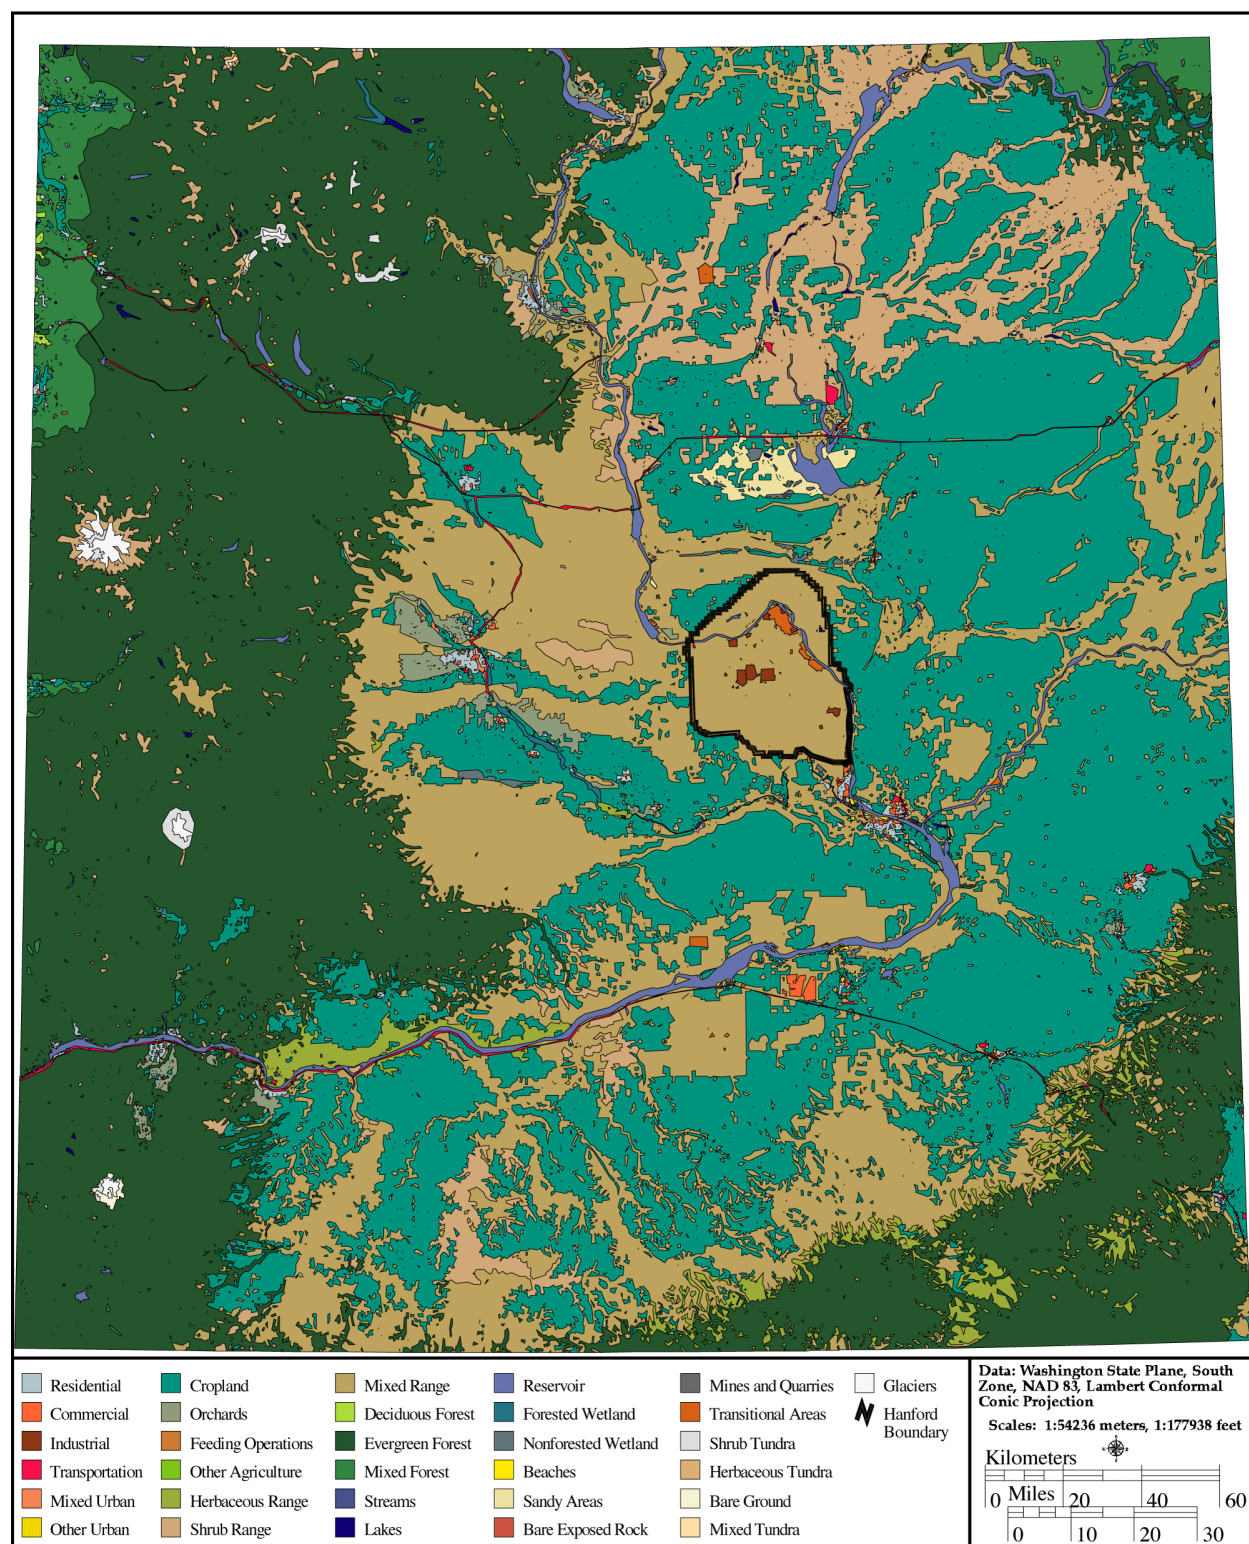 Residential
Commercial
Industrial
Transportation
Mixed Urban
Other Urban
Cropland
Orchards
Feeding Operations
Other Agriculture
Herbaceous Range
Shrub Range
Mixed Range
Deciduous Forest
Evergreen Forest
Mixed Forest
Streams
Lakes
Reservoir
Forested Wetland
Nonforested Wetland
Beaches
Sandy Areas
Bare Exposed Rock
Mines and Quarries
Transitional Areas
Shrub Tundra
Herbaceous Tundra
Bare Ground
Mixed Tundra
Glaciers
Hanford
Boundary
Data: Washington State Plane, South
Zone, NAD 83, Lambert Conformal
Conic Projection
Scales: 1:54236 meters, 1:177938 feet
Kilometers
0 20 40 60
Miles
0 10 20 30